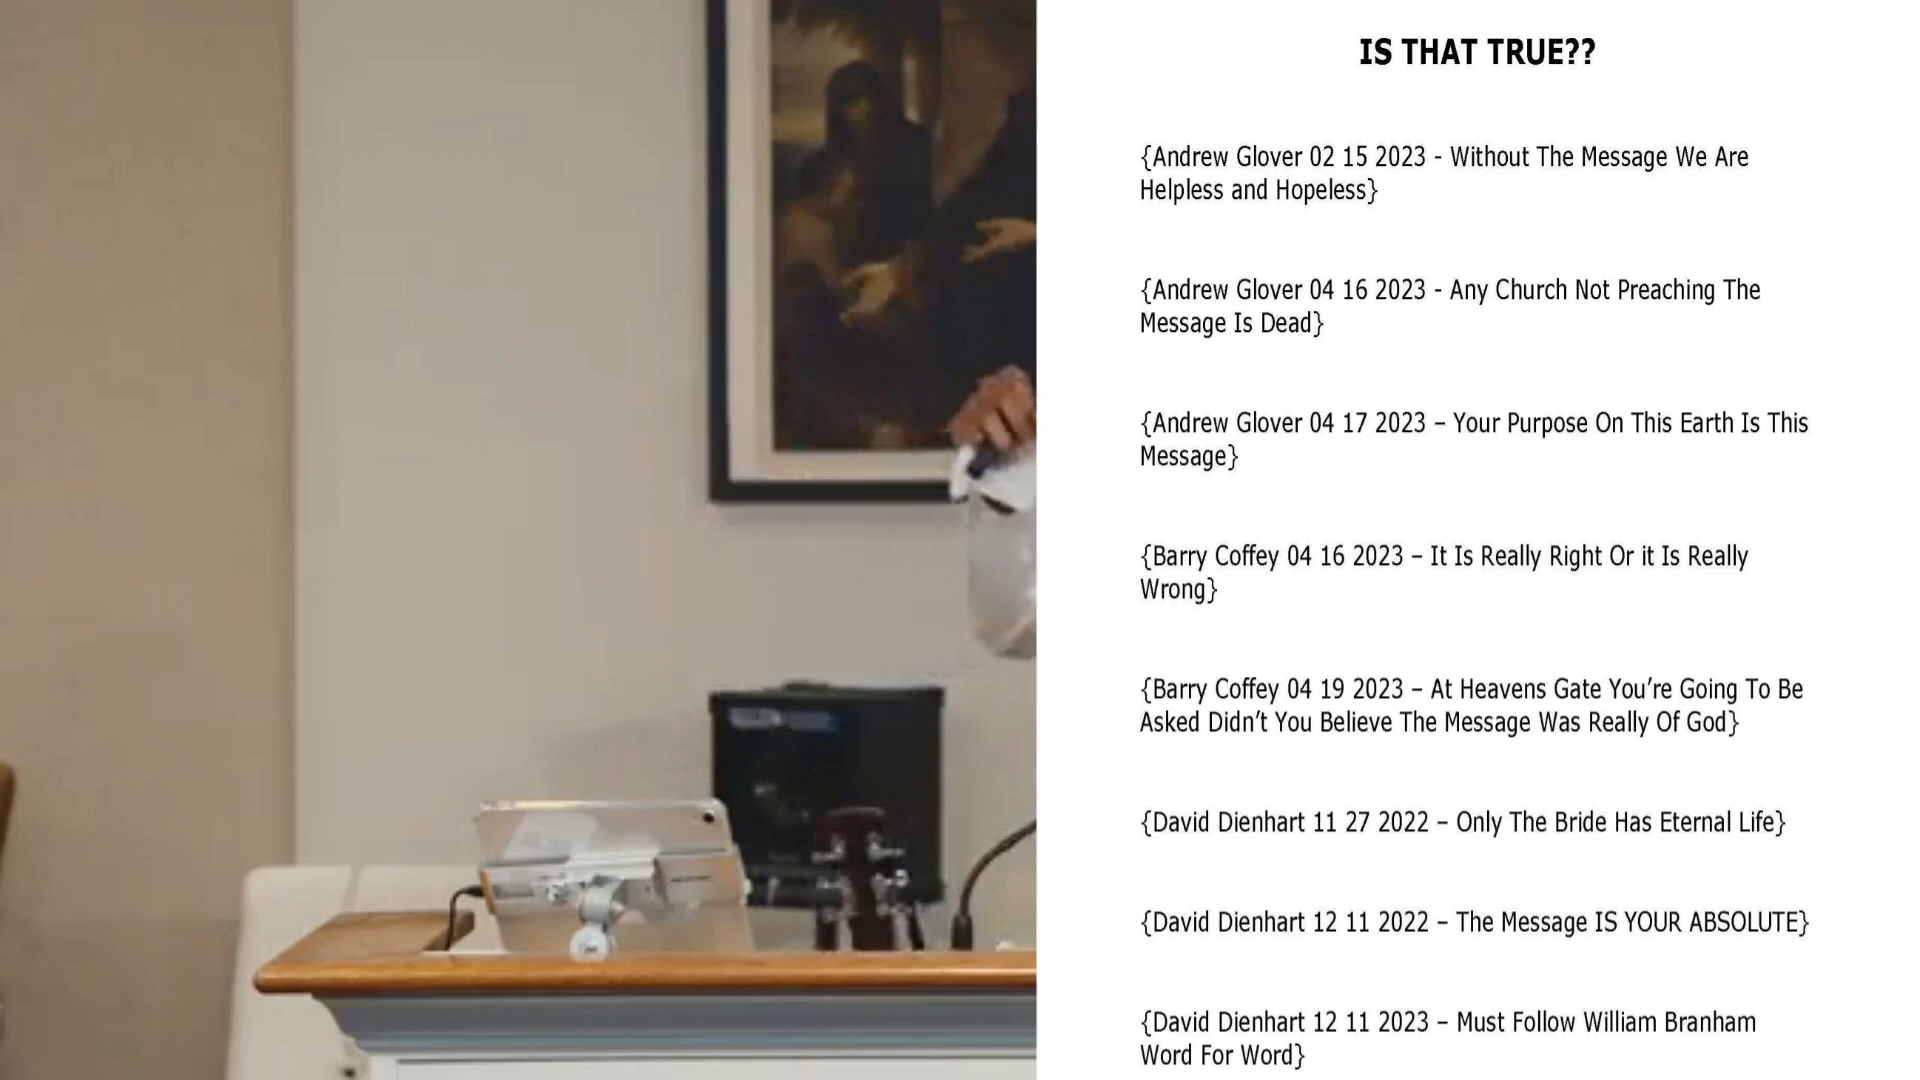 IS THAT TRUE??
{Andrew Glover 02 15 2023 - Without The Message We Are
Helpless and Hopeless}
{Andrew Glover 04 16 2023 - Any Church Not Preaching The
Message Is Dead}
{Andrew Glover 04 17 2023 – Your Purpose On This Earth Is This
Message}
{Barry Coffey 04 16 2023 – It Is Really Right Or it Is Really
Wrong}
{Barry Coffey 04 19 2023 – At Heavens Gate You’re Going To Be
Asked Didn’t You Believe The Message Was Really Of God}
{David Dienhart 11 27 2022 – Only The Bride Has Eternal Life}
{David Dienhart 12 11 2022 – The Message IS YOUR ABSOLUTE}
{David Dienhart 12 11 2023 – Must Follow William Branham
Word For Word}